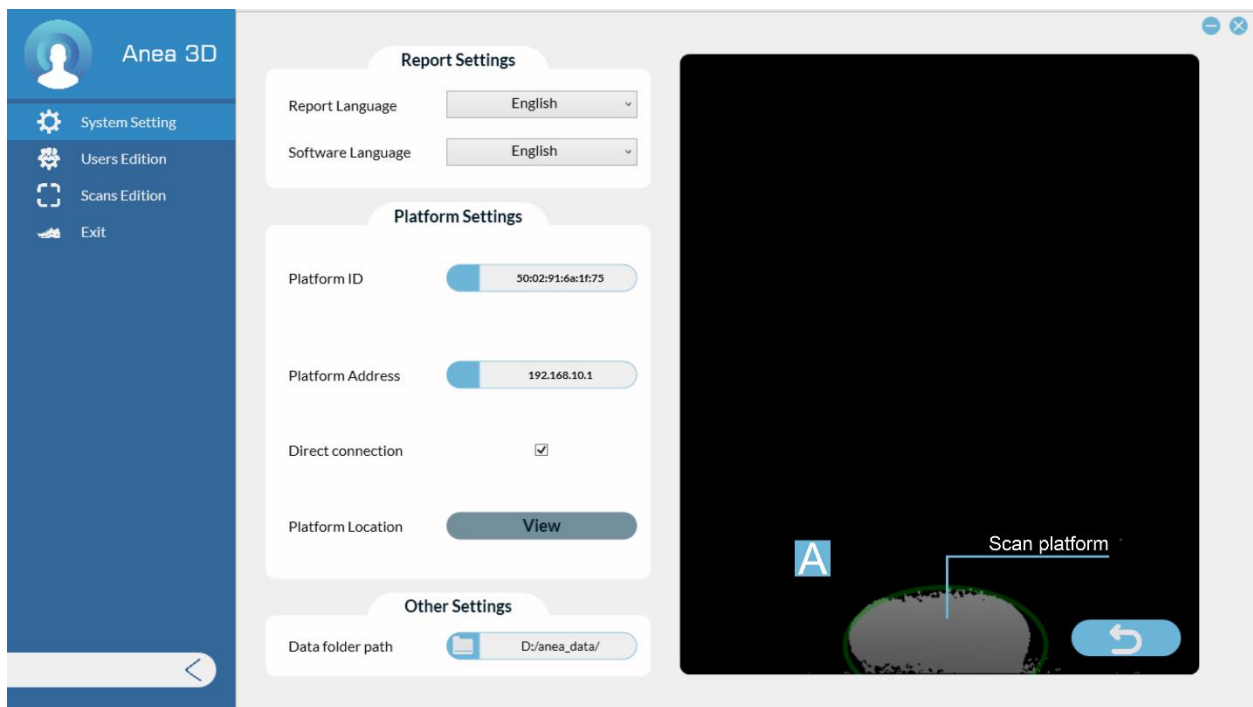 Anea 3D
System Setting
Users Edition
Scans Edition
Exit
Report Settings
Report Language
English
Software Language
English
Platform Settings
Platform ID
50:02:91:6a:1f:75
Platform Address
192.168.10.1
Direct connection
Platform Location
View
Other Settings
Data folder path
D:/anea_data/
A
Scan platform